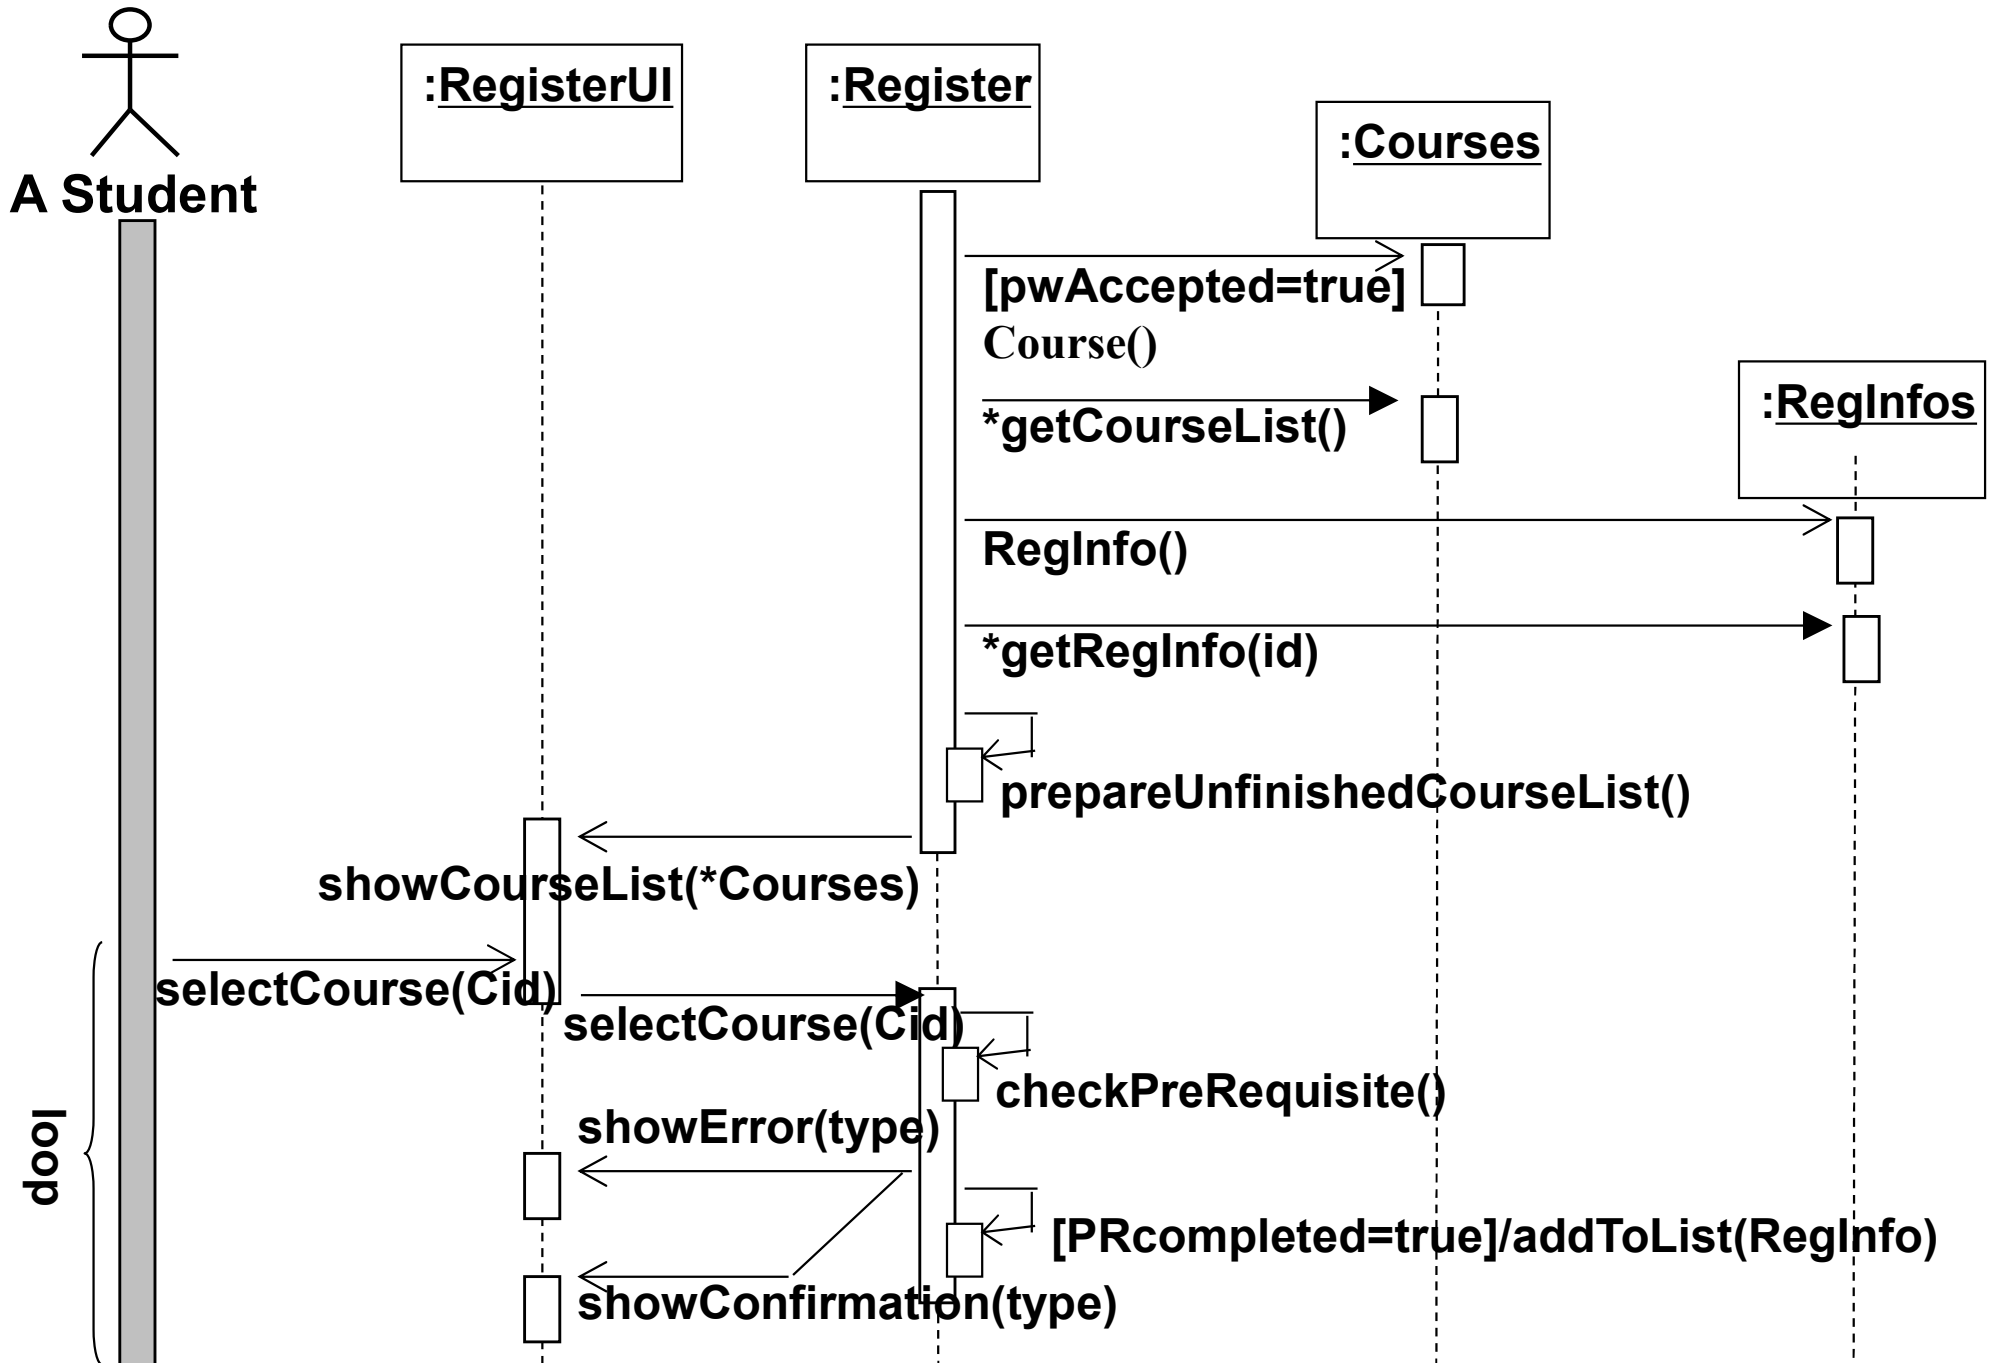 A Student
:RegisterUI
:Register
:Courses
[pwAccepted=true]
Course()
*getCourseList()
:RegInfos
RegInfo()
*getRegInfo(id)
prepareUnfinishedCourseList()
showCourseList(*Courses)
selectCourse(Cid)
selectCourse(Cid)
checkPreRequisite()
loop
showError(type)
[PRcompleted=true]/addToList(RegInfo)
showConfirmation(type)